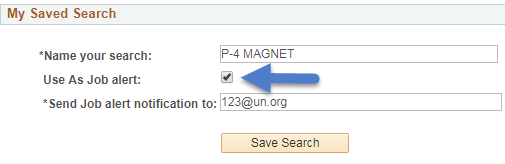 My Saved Search
*Name your search: P-4 MAGNET
Use As Job alert:
*Send Job alert notification to: 123@un.org
Save Search